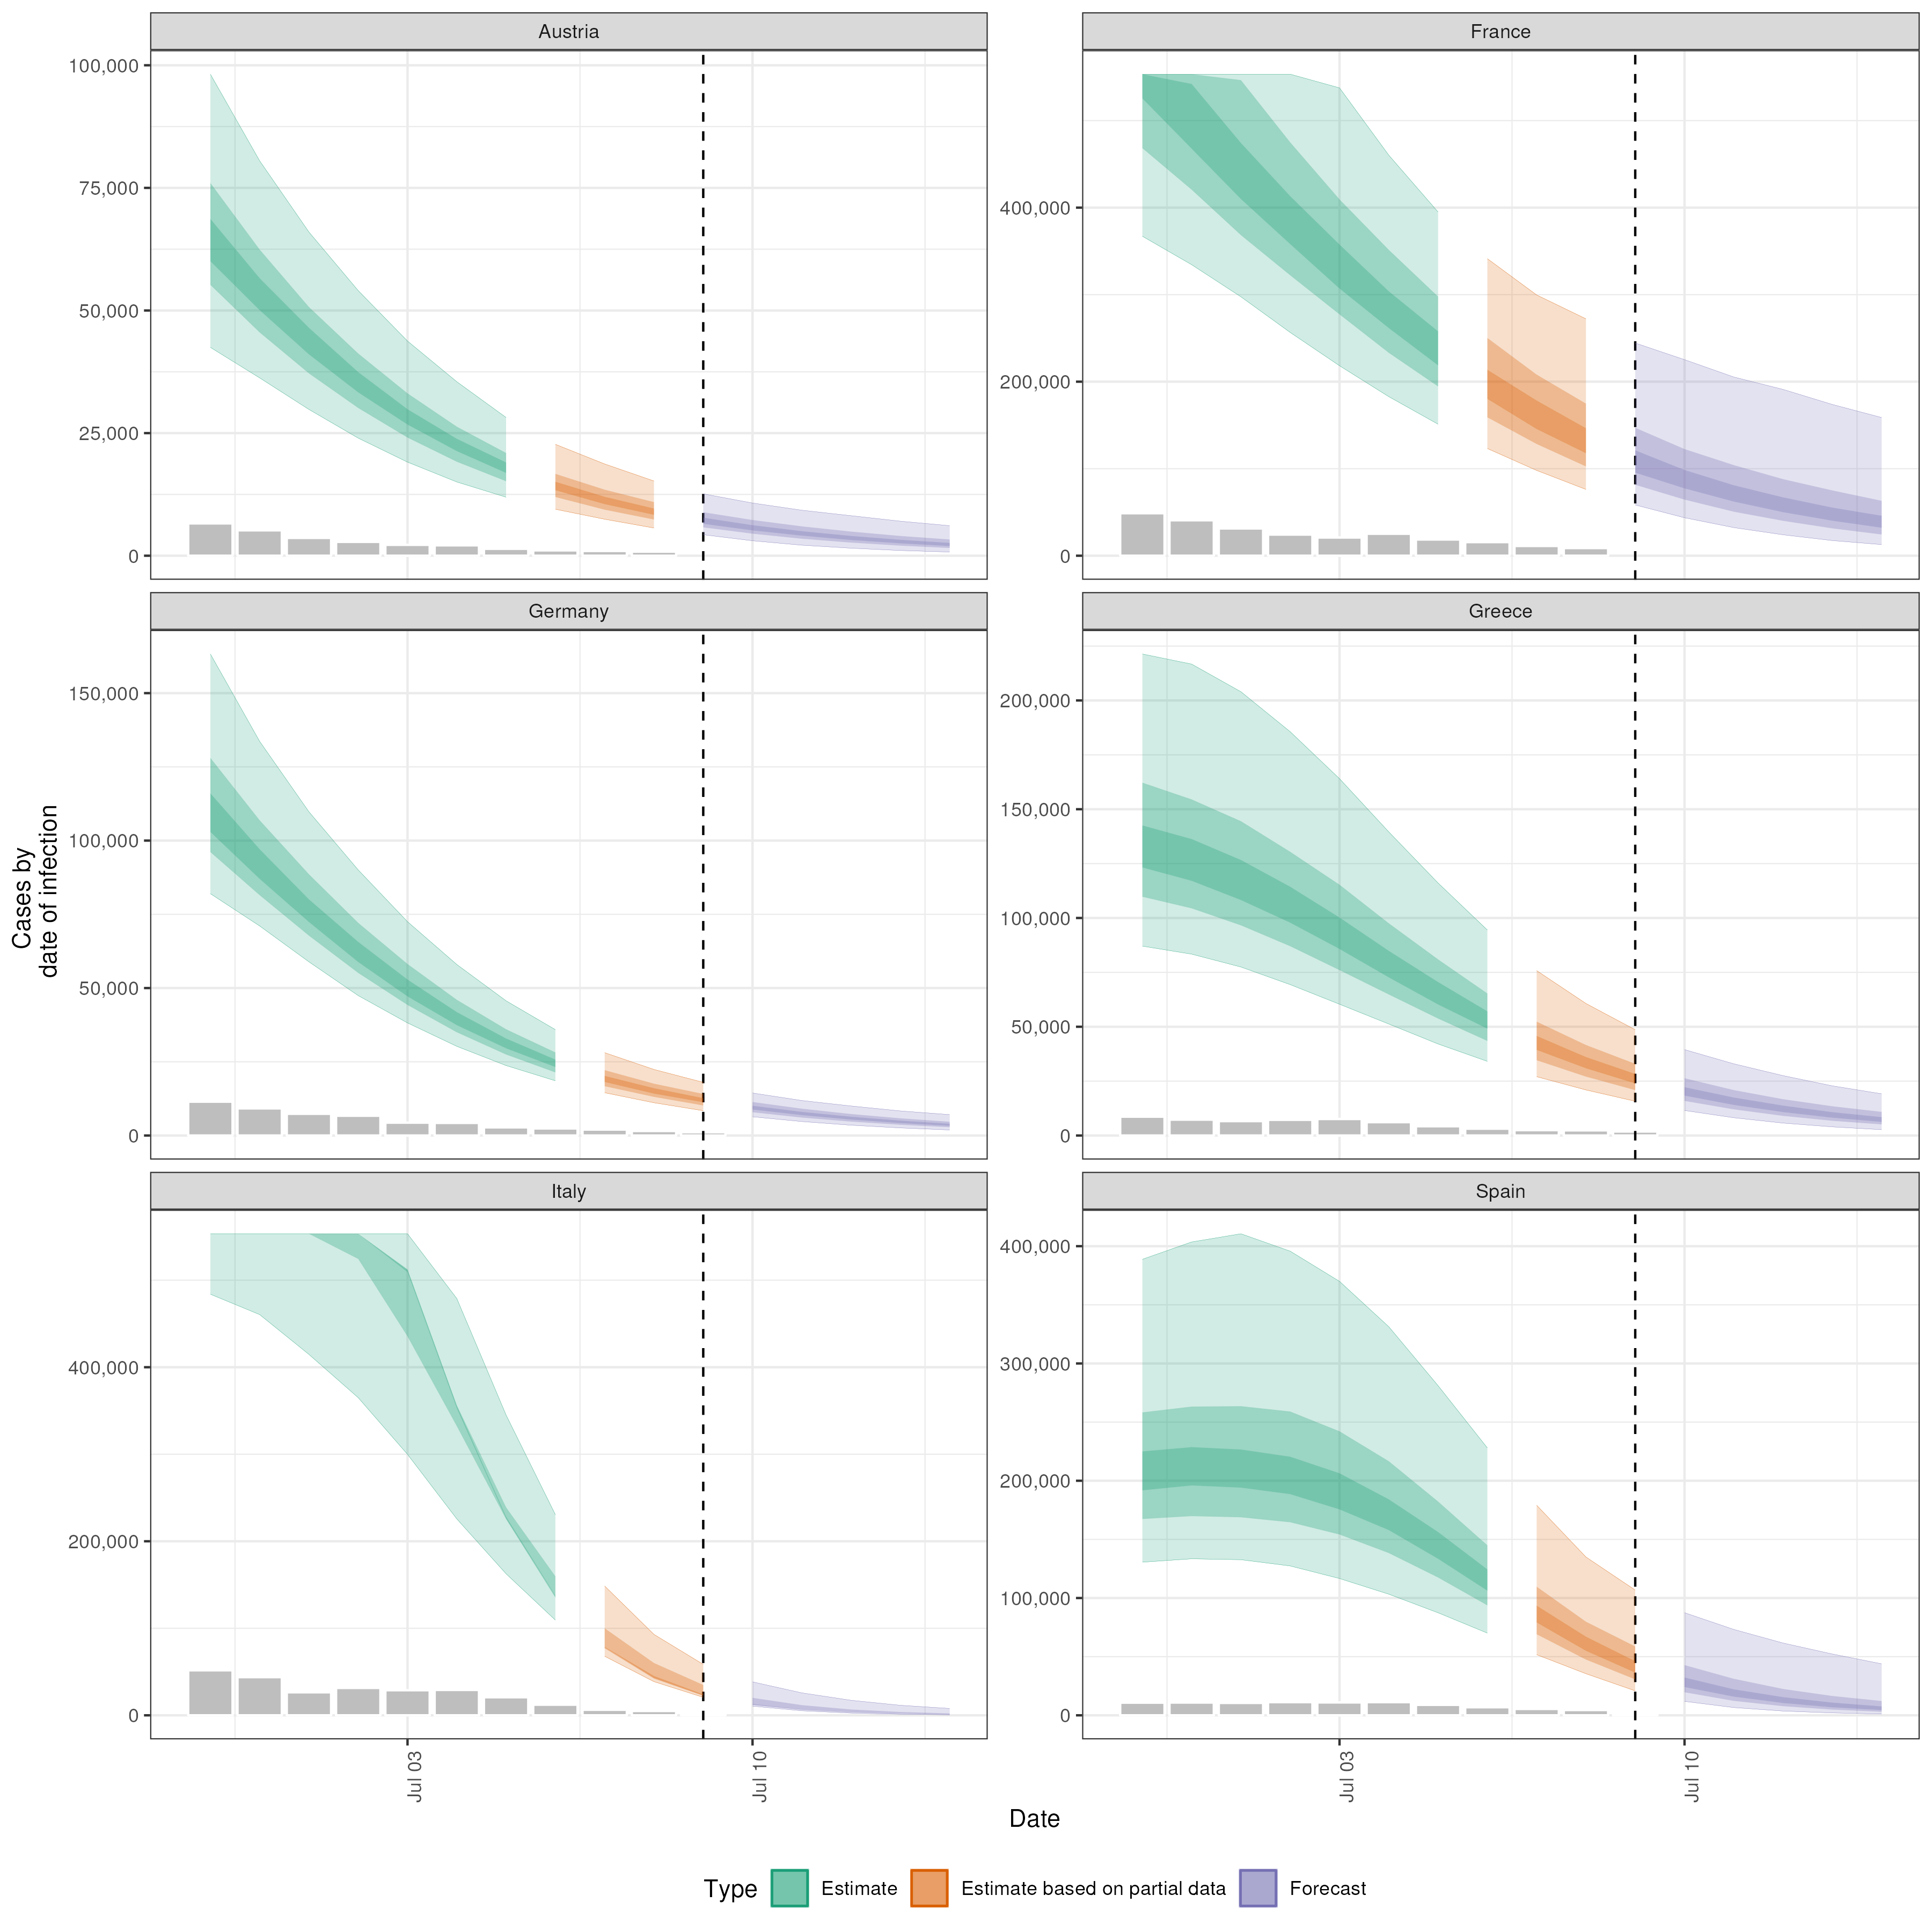 Austria
France
100,000
75,000
50,000
25,000
0
400,000
200,000
0
Germany
Greece
150,000
100,000
50,000
0
200,000
150,000
100,000
50,000
0
Cases by
date of infection
Italy
Spain
400,000
200,000
0
400,000
300,000
200,000
100,000
0
Jul 03
Jul 10
Jul 03
Jul 10
Date
Type
Estimate
Estimate based on partial data
Forecast